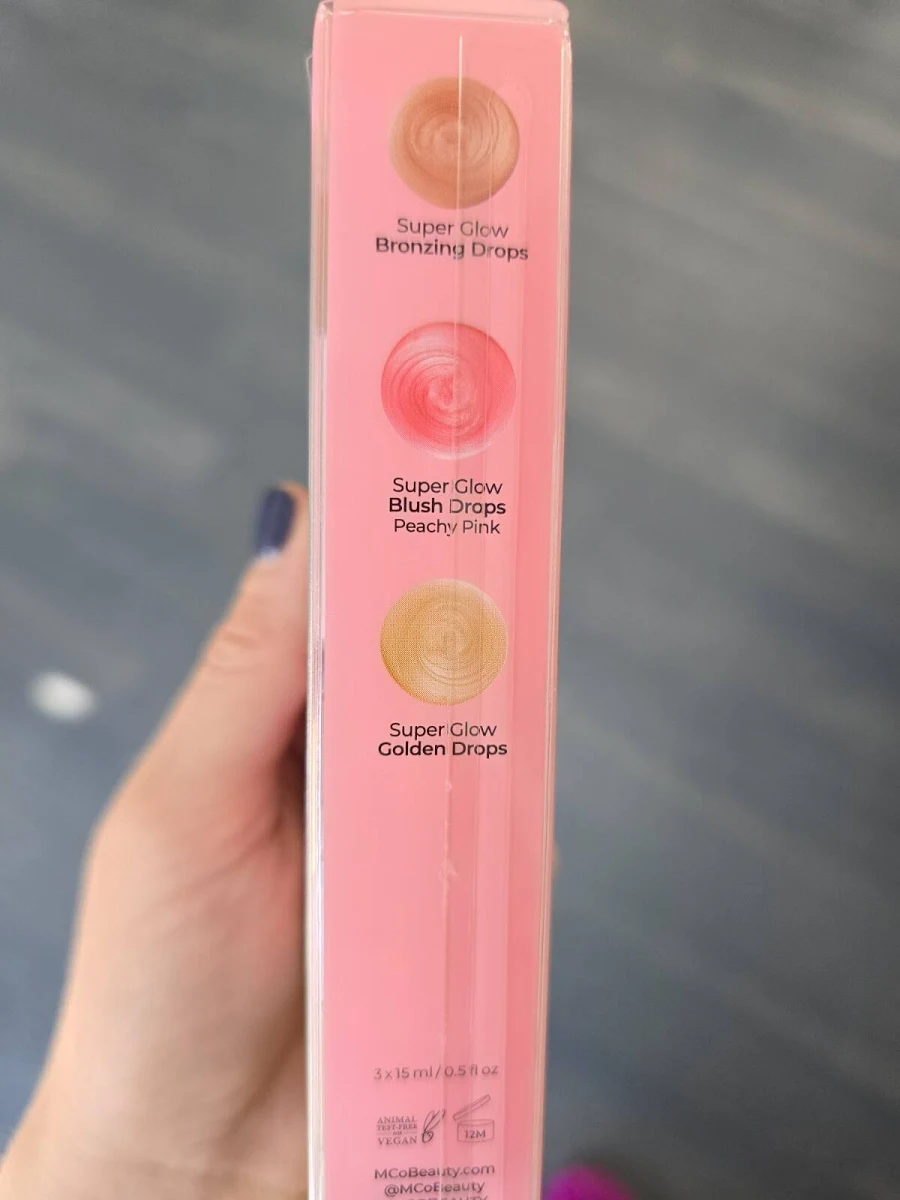 Super Glow
Bronzing Drops
Super Glow
Blush Drops
Peachy Pink
Super Glow
Golden Drops
3 x 15 ml / 0.5 fl oz
ANIMAL
TEST-FREE
AND
VEGAN
12M
MCoBeauty.com
@MCoBeauty